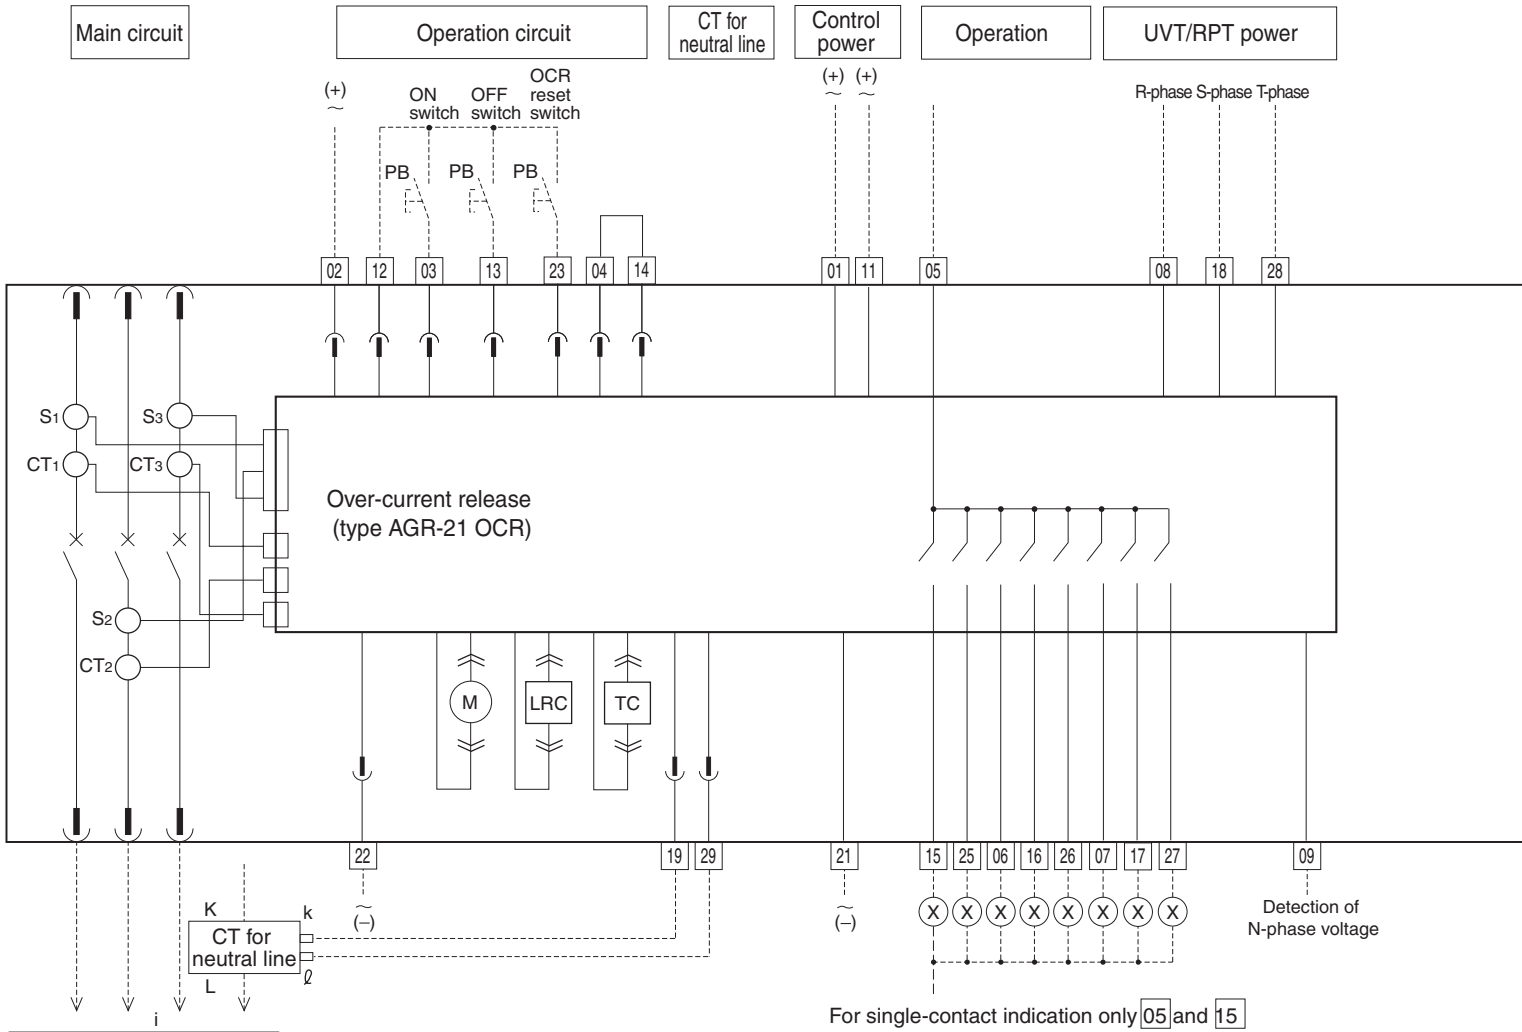 Main circuit
Operation circuit
CT for
neutral line
Control
power
Operation
UVT/RPT power
(+)
~
ON
switch
OFF
switch
OCR
reset
switch
(+)
~
(+)
~
R-phase S-phase T-phase
PB
PB
PB
02
12
03
13
23
04
14
01
11
05
08
18
28
S1
S3
CT1
CT3
Over-current release
(type AGR-21 OCR)
S2
CT2
M
LRC
TC
22
19
29
21
15
25
06
16
26
07
17
27
09
~
(–)
~
(–)
X
X
X
X
X
X
X
X
Detection of
N-phase voltage
K
k
CT for
neutral line
L
ℓ
i
For single-contact indication only 05 and 15